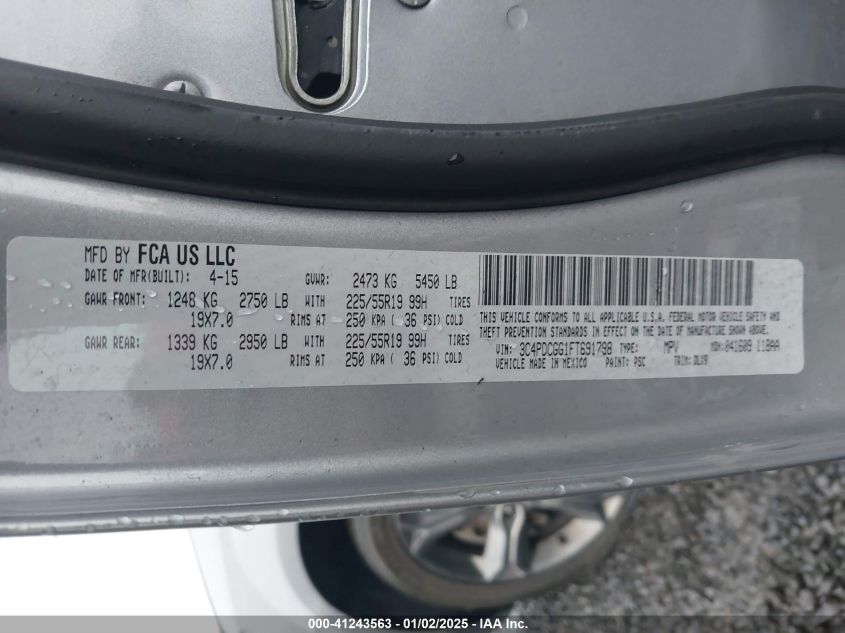 MFD BY FCA US LLC
DATE OF MFR(BUILT): 4-15 GVWR: 2473 KG 5450 LB
GAWR FRONT: 1248 KG 2750 LB WITH 225/55R19 99H TIRES
19X7.0 RIMS AT 250 KPA ( 36 PSI) COLD
GAWR REAR: 1339 KG 2950 LB WITH 225/55R19 99H TIRES
19X7.0 RIMS AT 250 KPA ( 36 PSI) COLD
THIS VEHICLE CONFORMS TO ALL APPLICABLE U.S.A. FEDERAL MOTOR VEHICLE SAFETY AND
THEFT PREVENTION STANDARDS IN EFFECT ON THE DATE OF MANUFACTURE SHOWN ABOVE.
VIN: 3C4PDCGG1FT691798 TYPE: MPV MDH: 041609 118AA
VEHICLE MADE IN MEXICO PAINT: PSC TRIM: DLX9
000-41243563 - 01/02/2025 - IAA Inc.